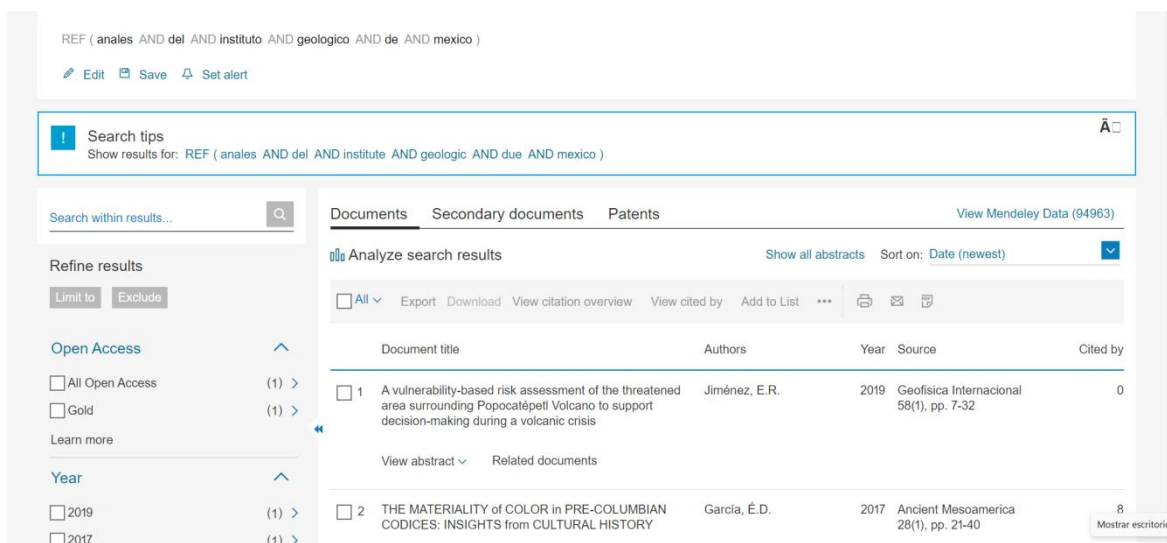 REF ( anales AND del AND instituto AND geologico AND de AND mexico )
Edit Save Set alert
! Search tips
Ã□
Show results for: REF ( anales AND del AND institute AND geologic AND due AND mexico )
Search within results...
Refine results
Limit to Exclude
Open Access
All Open Access (1)
Gold (1)
Learn more
Year
2019 (1)
2017 (1)
Documents Secondary documents Patents View Mendeley Data (94963)
Analyze search results Show all abstracts Sort on: Date (newest)
All Export Download View citation overview View cited by Add to List •••
Document title Authors Year Source Cited by
1 A vulnerability-based risk assessment of the threatened Jiménez, E.R. 2019 Geofisica Internacional 0
area surrounding Popocatépetl Volcano to support 58(1), pp. 7-32
decision-making during a volcanic crisis
View abstract Related documents
2 THE MATERIALITY of COLOR in PRE-COLUMBIAN García, É.D. 2017 Ancient Mesoamerica 8
CODICES: INSIGHTS from CULTURAL HISTORY 28(1), pp. 21-40
Mostrar escritorio